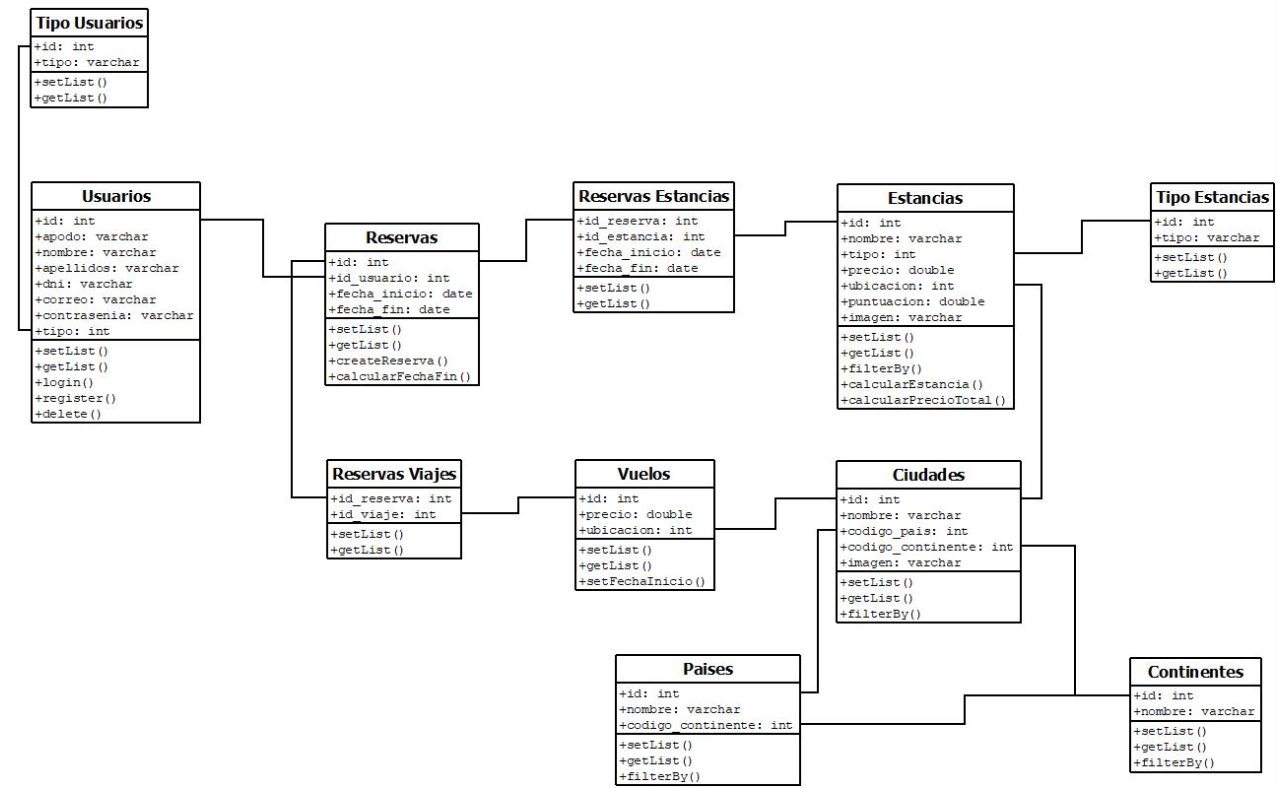 Tipo Usuarios
+id: int
+tipo: varchar
+setList()
+getList()
Usuarios
+id: int
+apodo: varchar
+nombre: varchar
+apellidos: varchar
+dni: varchar
+correo: varchar
+contrasenia: varchar
+tipo: int
+setList()
+getList()
+login()
+register()
+delete()
Reservas
+id: int
+id_usuario: int
+fecha_inicio: date
+fecha_fin: date
+setList()
+getList()
+createReserva()
+calcularFechaFin()
Reservas Estancias
+id_reserva: int
+id_estancia: int
+fecha_inicio: date
+fecha_fin: date
+setList()
+getList()
Estancias
+id: int
+nombre: varchar
+tipo: int
+precio: double
+ubicacion: int
+puntuacion: double
+imagen: varchar
+setList()
+getList()
+filterBy()
+calcularEstancia()
+calcularPrecioTotal()
Tipo Estancias
+id: int
+tipo: varchar
+setList()
+getList()
Reservas Viajes
+id_reserva: int
+id_viaje: int
+setList()
+getList()
Vuelos
+id: int
+precio: double
+ubicacion: int
+setList()
+getList()
+setFechaInicio()
Ciudades
+id: int
+nombre: varchar
+codigo_pais: int
+codigo_continente: int
+imagen: varchar
+setList()
+getList()
+filterBy()
Paises
+id: int
+nombre: varchar
+codigo_continente: int
+setList()
+getList()
+filterBy()
Continentes
+id: int
+nombre: varchar
+setList()
+getList()
+filterBy()